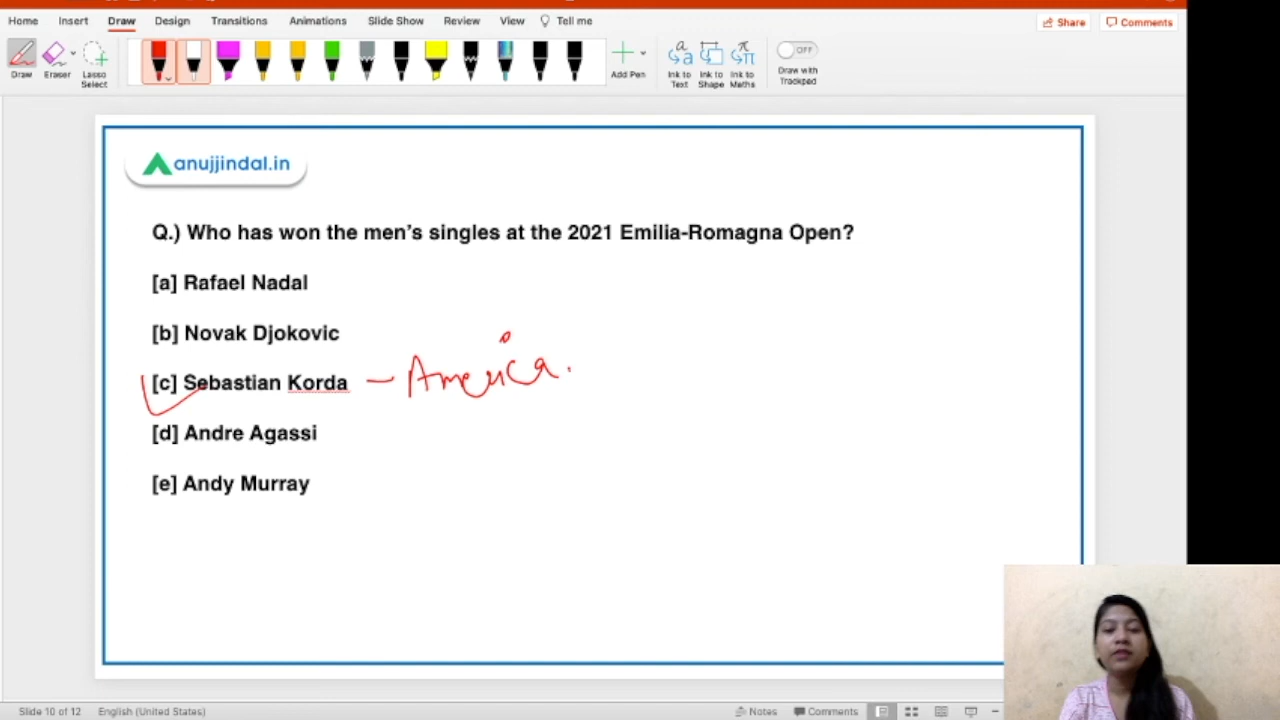 Home Insert Draw Design Transitions Animations Slide Show Review View Tell me Share Comments
Draw Eraser Lasso Select Add Pen Ink to Text Ink to Shape Ink to Maths OFF Draw with Trackpad
anujjindal.in
Q.) Who has won the men's singles at the 2021 Emilia-Romagna Open?
[a] Rafael Nadal
[b] Novak Djokovic
[c] Sebastian Korda – America.
[d] Andre Agassi
[e] Andy Murray
Slide 10 of 12 English (United States) Notes Comments